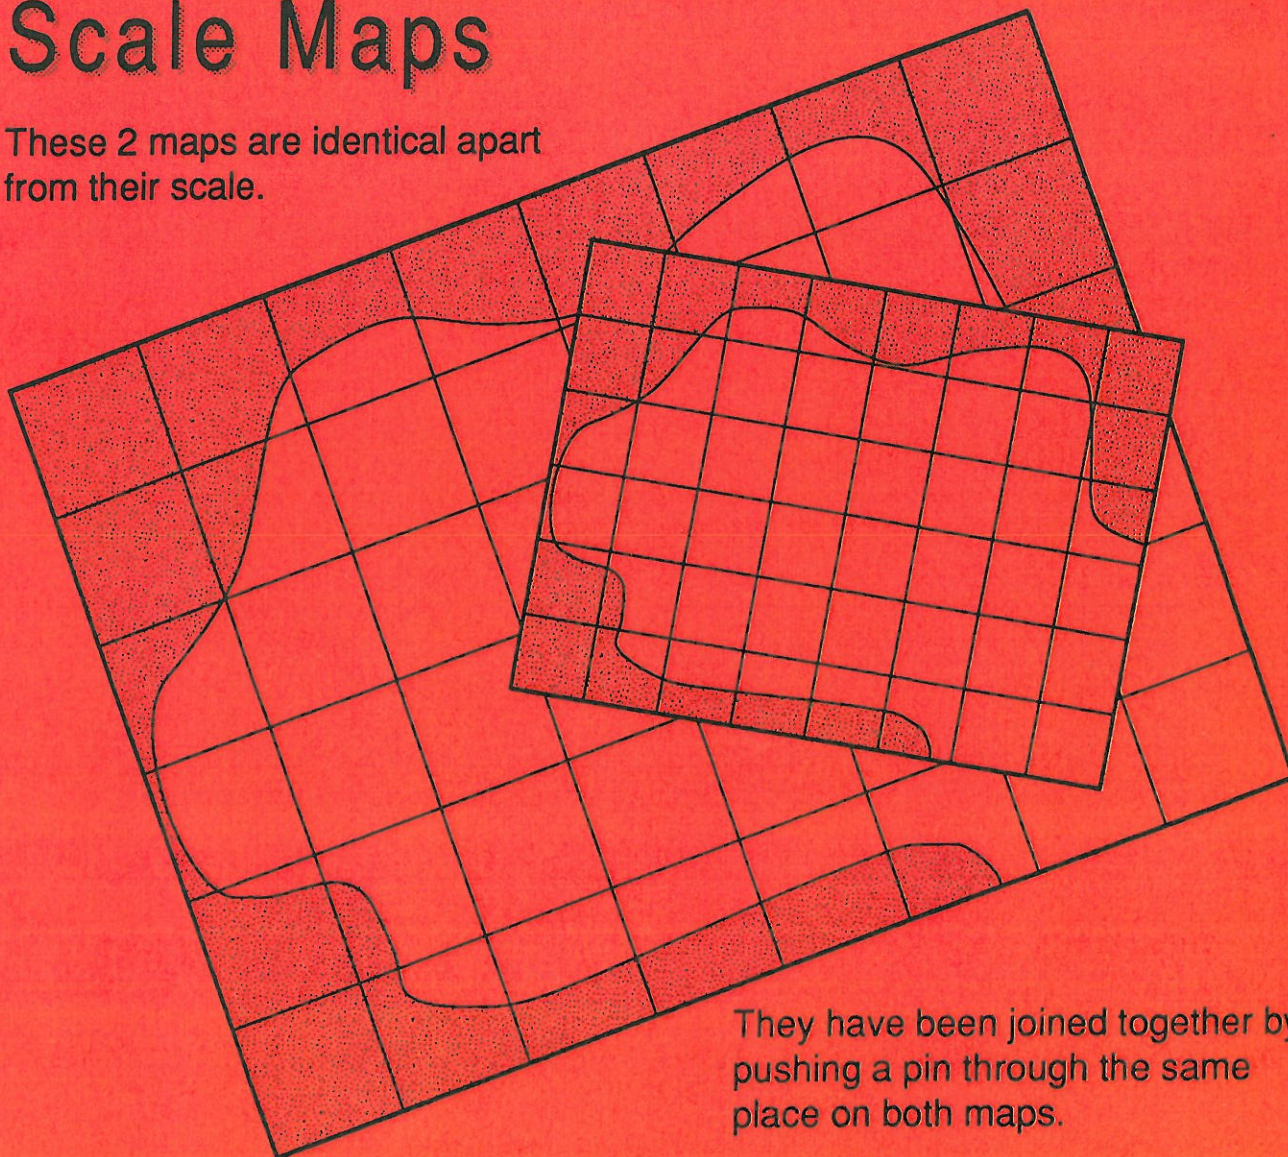 Scale Maps
These 2 maps are identical apart
from their scale.
They have been joined together by
pushing a pin through the same
place on both maps.